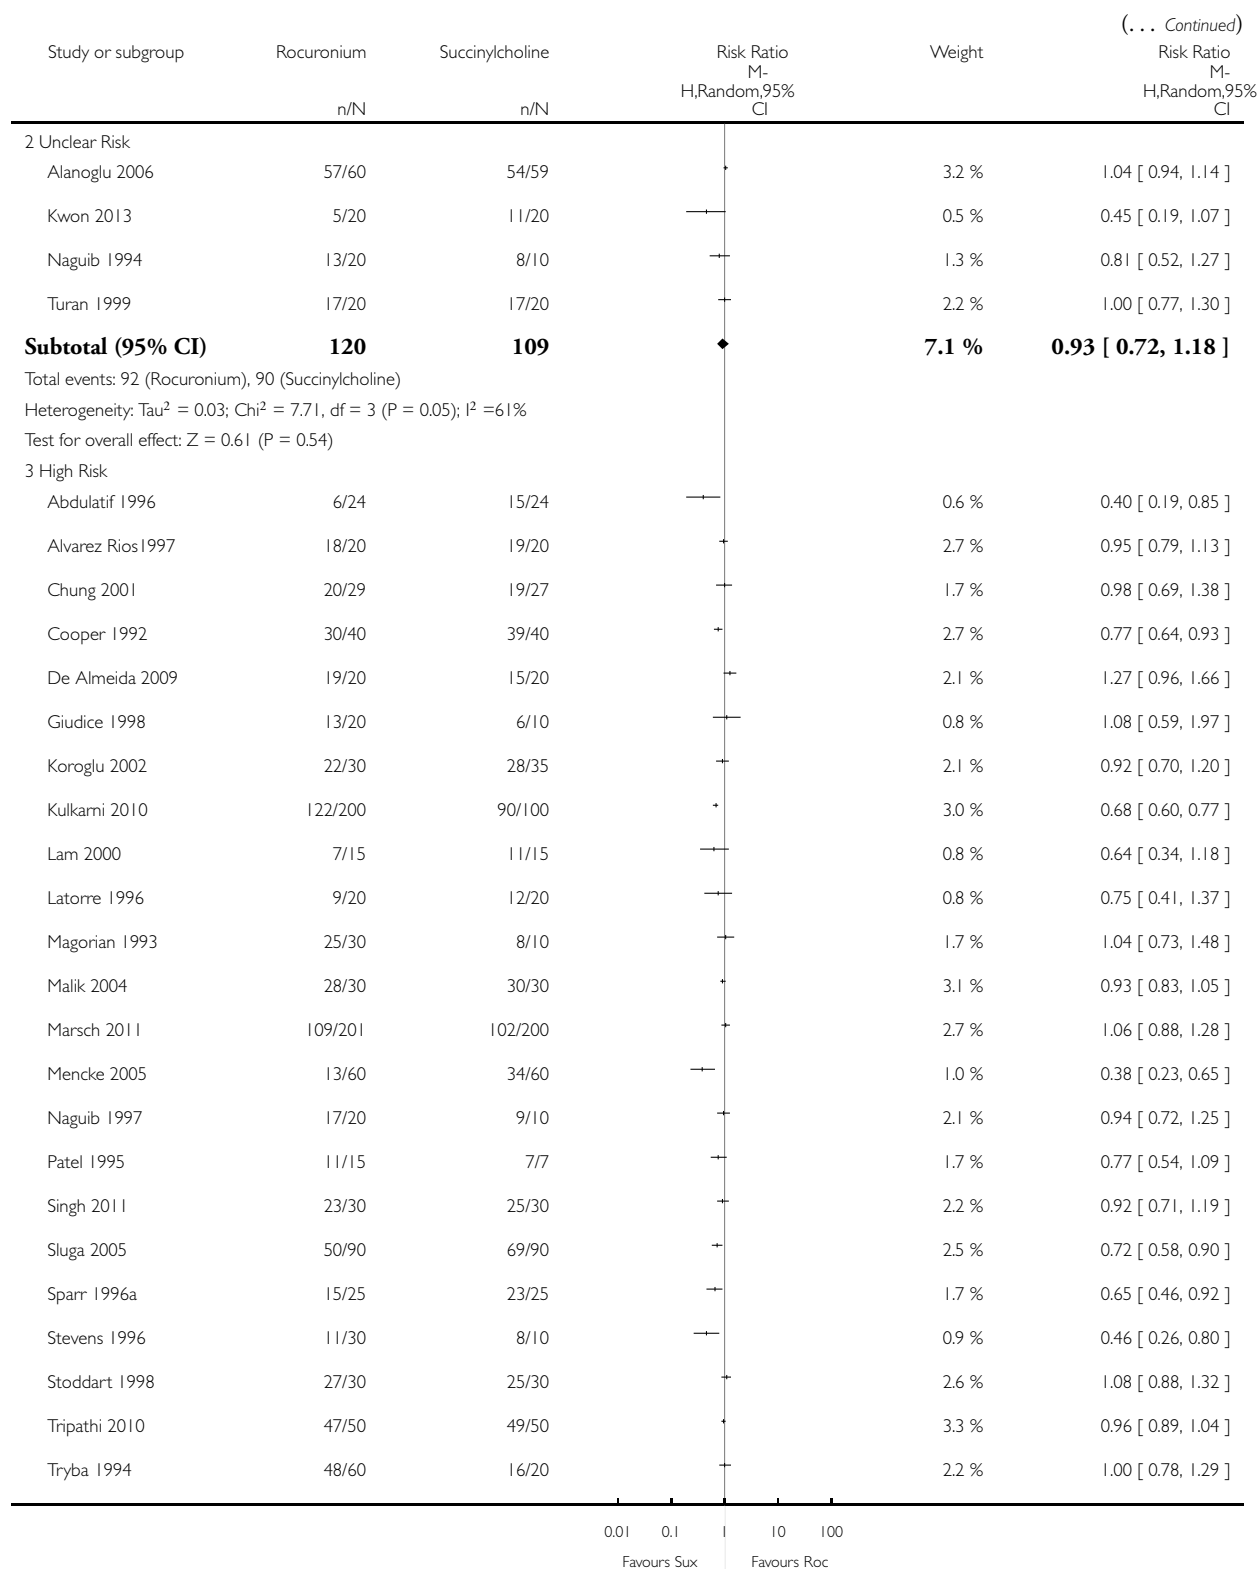 (... Continued)
Study or subgroup Rocuronium Succinylcholine Risk Ratio Weight Risk Ratio
M- M-
H,Random,95% H,Random,95%
n/N n/N CI CI
2 Unclear Risk
Alanoglu 2006 57/60 54/59 3.2 % 1.04 [ 0.94, 1.14 ]
Kwon 2013 5/20 11/20 0.5 % 0.45 [ 0.19, 1.07 ]
Naguib 1994 13/20 8/10 1.3 % 0.81 [ 0.52, 1.27 ]
Turan 1999 17/20 17/20 2.2 % 1.00 [ 0.77, 1.30 ]
Subtotal (95% CI) 120 109 7.1 % 0.93 [ 0.72, 1.18 ]
Total events: 92 (Rocuronium), 90 (Succinylcholine)
Heterogeneity: Tau² = 0.03; Chi² = 7.71, df = 3 (P = 0.05); I² =61%
Test for overall effect: Z = 0.61 (P = 0.54)
3 High Risk
Abdulatif 1996 6/24 15/24 0.6 % 0.40 [ 0.19, 0.85 ]
Alvarez Rios1997 18/20 19/20 2.7 % 0.95 [ 0.79, 1.13 ]
Chung 2001 20/29 19/27 1.7 % 0.98 [ 0.69, 1.38 ]
Cooper 1992 30/40 39/40 2.7 % 0.77 [ 0.64, 0.93 ]
De Almeida 2009 19/20 15/20 2.1 % 1.27 [ 0.96, 1.66 ]
Giudice 1998 13/20 6/10 0.8 % 1.08 [ 0.59, 1.97 ]
Koroglu 2002 22/30 28/35 2.1 % 0.92 [ 0.70, 1.20 ]
Kulkarni 2010 122/200 90/100 3.0 % 0.68 [ 0.60, 0.77 ]
Lam 2000 7/15 11/15 0.8 % 0.64 [ 0.34, 1.18 ]
Latorre 1996 9/20 12/20 0.8 % 0.75 [ 0.41, 1.37 ]
Magorian 1993 25/30 8/10 1.7 % 1.04 [ 0.73, 1.48 ]
Malik 2004 28/30 30/30 3.1 % 0.93 [ 0.83, 1.05 ]
Marsch 2011 109/201 102/200 2.7 % 1.06 [ 0.88, 1.28 ]
Mencke 2005 13/60 34/60 1.0 % 0.38 [ 0.23, 0.65 ]
Naguib 1997 17/20 9/10 2.1 % 0.94 [ 0.72, 1.25 ]
Patel 1995 11/15 7/7 1.7 % 0.77 [ 0.54, 1.09 ]
Singh 2011 23/30 25/30 2.2 % 0.92 [ 0.71, 1.19 ]
Sluga 2005 50/90 69/90 2.5 % 0.72 [ 0.58, 0.90 ]
Sparr 1996a 15/25 23/25 1.7 % 0.65 [ 0.46, 0.92 ]
Stevens 1996 11/30 8/10 0.9 % 0.46 [ 0.26, 0.80 ]
Stoddart 1998 27/30 25/30 2.6 % 1.08 [ 0.88, 1.32 ]
Tripathi 2010 47/50 49/50 3.3 % 0.96 [ 0.89, 1.04 ]
Tryba 1994 48/60 16/20 2.2 % 1.00 [ 0.78, 1.29 ]
0.01 0.1 1 10 100
Favours Sux Favours Roc